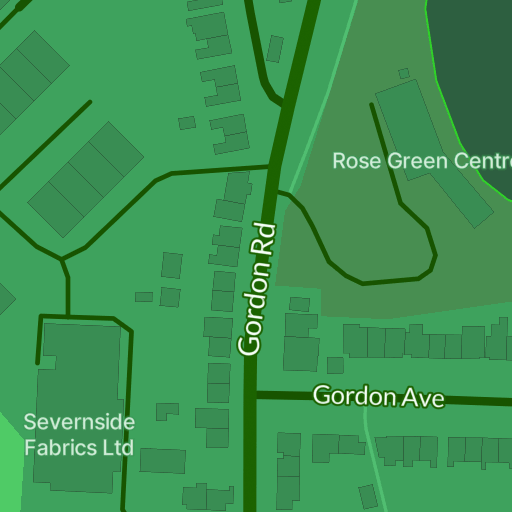 Rose Green Centre
Gordon Rd
Gordon Ave
Severnside
Fabrics Ltd